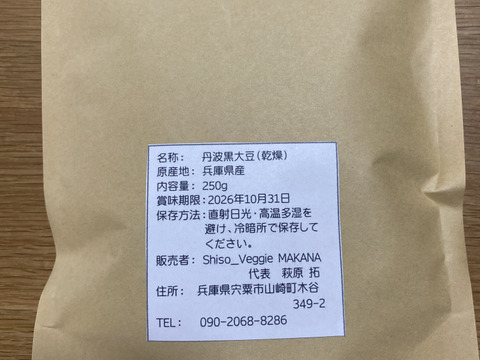 名称: 丹波黒大豆(乾燥)
原産地: 兵庫県産
内容量: 250g
賞味期限:2026年10月31日
保存方法:直射日光・高温多湿を
避け、冷暗所で保存して
ください。
販売者: Shiso_Veggie MAKANA
代表 萩原 拓
住所: 兵庫県宍粟市山崎町木谷
349-2
TEL: 090-2068-8286